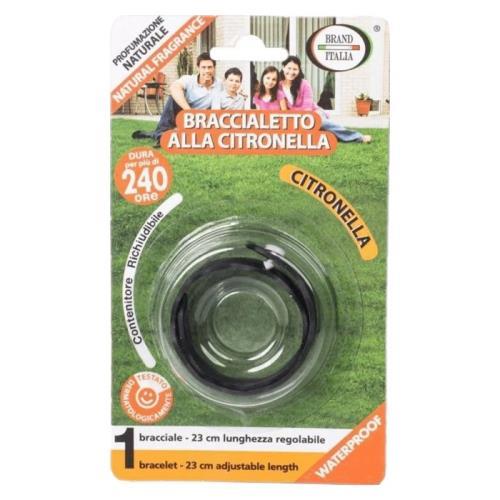 PROFUMAZIONE
NATURALE
NATURAL FRAGRANCE
BRAND
ITALIA
®
BRACCIALETTO
ALLA CITRONELLA
DURA
per più di
240
ore
CITRONELLA
Contenitore Richiudibile
TESTATO
DERMATOLOGICAMENTE
1 bracciale - 23 cm lunghezza regolabile
bracelet - 23 cm adjustable length
WATERPROOF